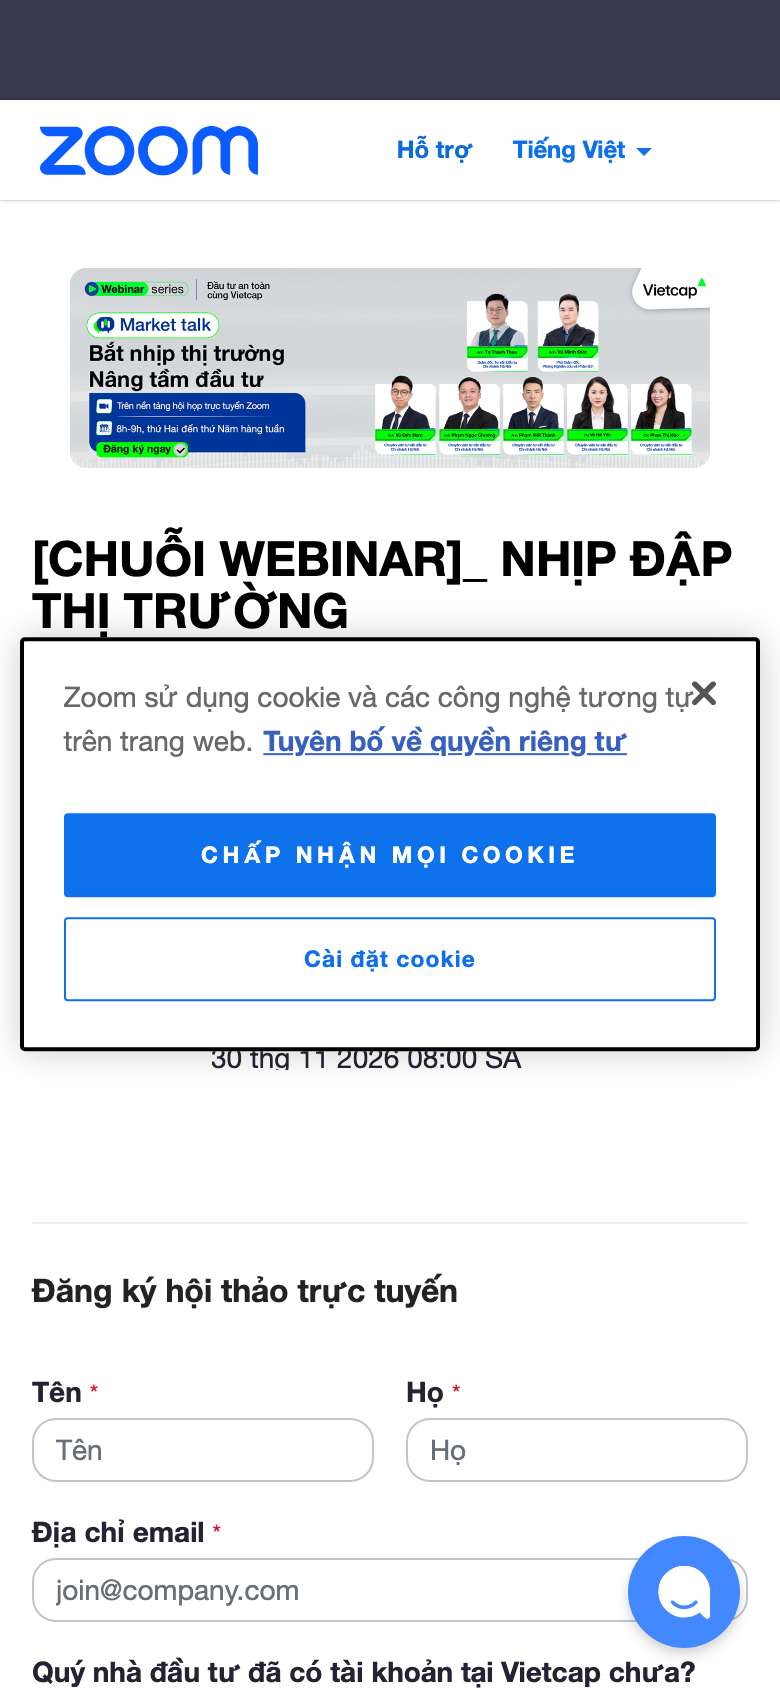 zoom
Hỗ trợ
Tiếng Việt
Webinar series
Đầu tư an toàn
cùng Vietcap
Vietcap
Market talk
Bắt nhịp thị trường
Nâng tầm đầu tư
Trên nền tảng hội họp trực tuyến Zoom
8h-9h, thứ Hai đến thứ Năm hàng tuần
Đăng ký ngay
[CHUỖI WEBINAR]_ NHỊP ĐẬP
THỊ TRƯỜNG
Zoom sử dụng cookie và các công nghệ tương tự
trên trang web. Tuyên bố về quyền riêng tư
CHẤP NHẬN MỌI COOKIE
Cài đặt cookie
30 thg 11 2026 08:00 SA
Đăng ký hội thảo trực tuyến
Tên *
Họ *
Tên
Họ
Địa chỉ email *
join@company.com
Quý nhà đầu tư đã có tài khoản tại Vietcap chưa?